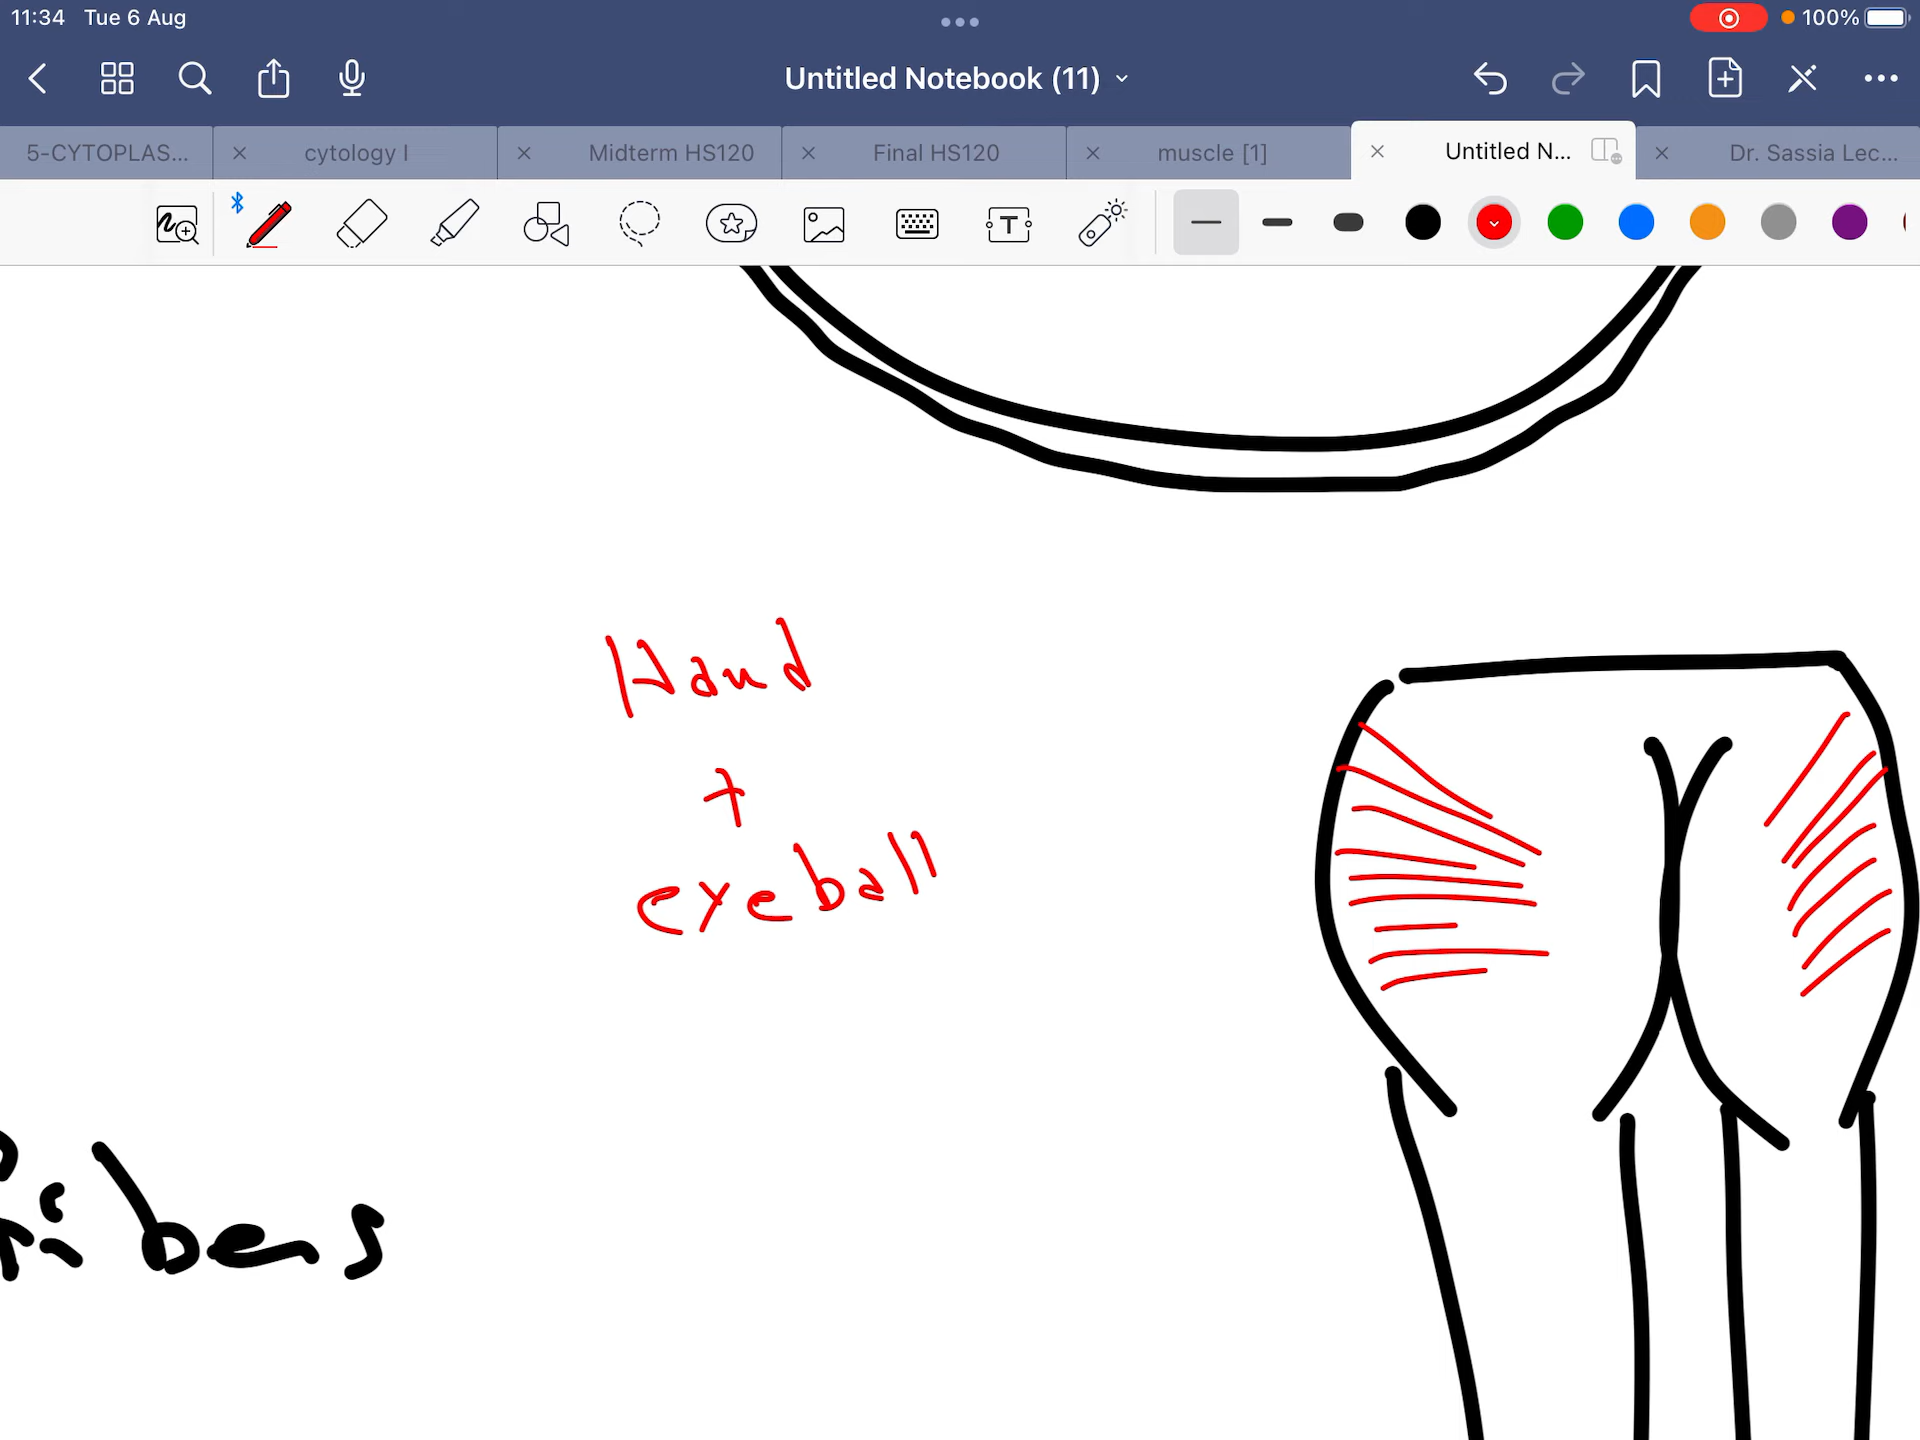 11:34 Tue 6 Aug 100%
Untitled Notebook (11)
5-CYTOPLAS... cytology I Midterm HS120 Final HS120 muscle [1] Untitled N... Dr. Sassia Lec...
T
Hand
+
eyeball